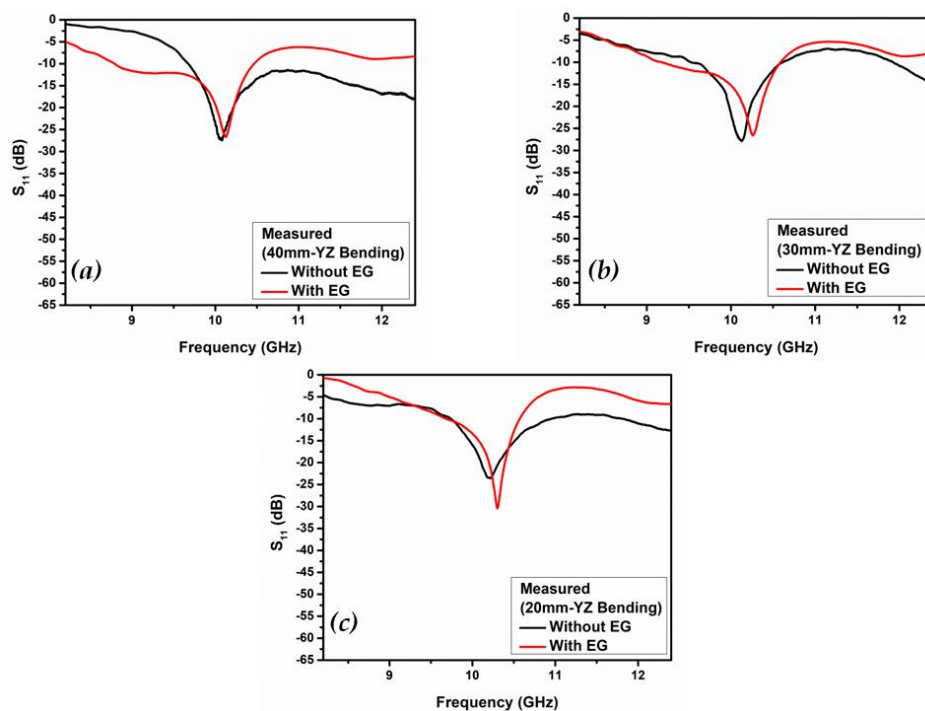 0
-5
-10
-15
-20
-25
-30
-35
-40
-45
-50
-55
-60
-65
S11 (dB)
(a)
Measured
(40mm-YZ Bending)
Without EG
With EG
9 10 11 12
Frequency (GHz)
0
-5
-10
-15
-20
-25
-30
-35
-40
-45
-50
-55
-60
-65
S11 (dB)
(b)
Measured
(30mm-YZ Bending)
Without EG
With EG
9 10 11 12
Frequency (GHz)
0
-5
-10
-15
-20
-25
-30
-35
-40
-45
-50
-55
-60
-65
S11 (dB)
(c)
Measured
(20mm-YZ Bending)
Without EG
With EG
9 10 11 12
Frequency (GHz)